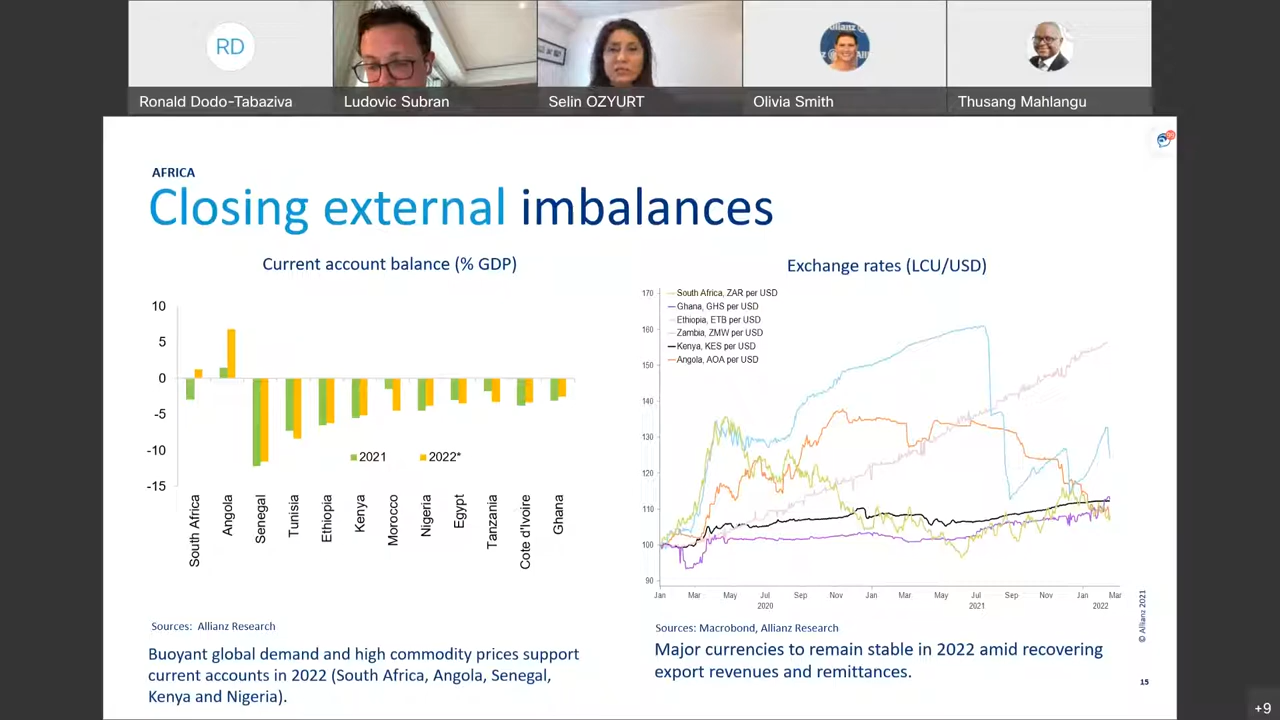 RD
Ronald Dodo-Tabaziva
Ludovic Subran
Selin OZYURT
Olivia Smith
Thusang Mahlangu
AFRICA
Closing external imbalances
Current account balance (% GDP)
10
5
0
-5
-10
-15
2021
2022*
South Africa
Angola
Senegal
Tunisia
Ethiopia
Kenya
Morocco
Nigeria
Egypt
Tanzania
Cote d'Ivoire
Ghana
Sources: Allianz Research
Buoyant global demand and high commodity prices support
current accounts in 2022 (South Africa, Angola, Senegal,
Kenya and Nigeria).
Exchange rates (LCU/USD)
170
160
150
140
130
120
110
100
90
South Africa, ZAR per USD
Ghana, GHS per USD
Ethiopia, ETB per USD
Zambia, ZMW per USD
Kenya, KES per USD
Angola, AOA per USD
Jan Mar May Jul Sep Nov Jan Mar May Jul Sep Nov Jan Mar
2020 2021 2022
Sources: Macrobond, Allianz Research
Major currencies to remain stable in 2022 amid recovering
export revenues and remittances.
© Allianz 2021
15
+9